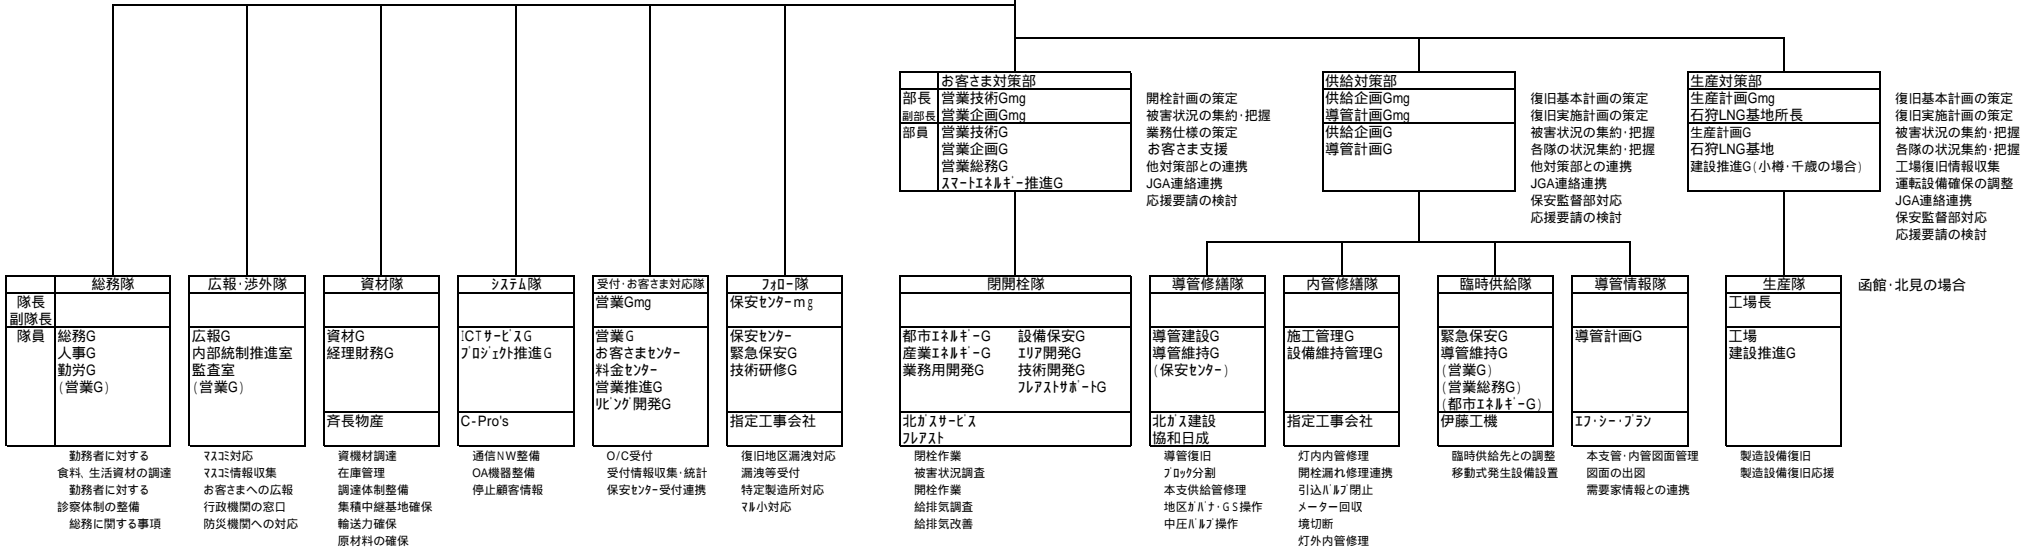 お客さま対策部
部長 営業技術Gmg
副部長 営業企画Gmg
部員 営業技術G
営業企画G
営業総務G
ｽﾏｰﾄｴﾈﾙｷﾞｰ推進G
開栓計画の策定
被害状況の集約･把握
業務仕様の策定
お客さま支援
他対策部との連携
JGA連絡連携
応援要請の検討
供給対策部
供給企画Gmg
導管計画Gmg
供給企画G
導管計画G
復旧基本計画の策定
復旧実施計画の策定
被害状況の集約･把握
各隊の状況集約･把握
他対策部との連携
JGA連絡連携
保安監督部対応
応援要請の検討
生産対策部
生産計画Gmg
石狩LNG基地所長
生産計画G
石狩LNG基地
建設推進G(小樽･千歳の場合)
復旧基本計画の策定
復旧実施計画の策定
被害状況の集約･把握
各隊の状況集約･把握
工場復旧情報収集
運転設備確保の調整
JGA連絡連携
保安監督部対応
応援要請の検討
総務隊
隊長
副隊長
隊員 総務G
人事G
勤労G
(営業G)
勤務者に対する
食料、生活資材の調達
勤務者に対する
診察体制の整備
総務に関する事項
広報･渉外隊
広報G
内部統制推進室
監査室
(営業G)
ﾏｽｺﾐ対応
ﾏｽｺﾐ情報収集
お客さまへの広報
行政機関の窓口
防災機関への対応
資材隊
資材G
経理財務G
斉長物産
資機材調達
在庫管理
調達体制整備
集積中継基地確保
輸送力確保
原材料の確保
ｼｽﾃﾑ隊
ICTｻｰﾋﾞｽG
ﾌﾟﾛｼﾞｪｸﾄ推進G
C-Pro's
通信NW整備
OA機器整備
停止顧客情報
受付･お客さま対応隊
営業Gmg
営業G
お客さまｾﾝﾀｰ
料金ｾﾝﾀｰ
営業推進G
ﾘﾋﾞﾝｸﾞ開発G
O/C受付
受付情報収集･統計
保安ｾﾝﾀｰ受付連携
ﾌｫﾛｰ隊
保安ｾﾝﾀｰmg
保安ｾﾝﾀｰ
緊急保安G
技術研修G
指定工事会社
復旧地区漏洩対応
漏洩等受付
特定製造所対応
ﾏﾙ小対応
閉開栓隊
都市ｴﾈﾙｷﾞｰG 設備保安G
産業ｴﾈﾙｷﾞｰG ｴﾘｱ開発G
業務用開発G 技術開発G
ﾌﾚｱｽﾄｻﾎﾟｰﾄG
北ｶﾞｽｻｰﾋﾞｽ
ﾌﾚｱｽﾄ
閉栓作業
被害状況調査
開栓作業
給排気調査
給排気改善
導管修繕隊
導管建設G
導管維持G
(保安ｾﾝﾀｰ)
北ｶﾞｽ建設
協和日成
導管復旧
ﾌﾞﾛｯｸ分割
本支供給管修理
地区ｶﾞﾊﾞﾅ･GS操作
中圧ﾊﾞﾙﾌﾞ操作
内管修繕隊
施工管理G
設備維持管理G
指定工事会社
灯内内管修理
開栓漏れ修理連携
引込ﾊﾞﾙﾌﾞ閉止
メーター回収
境切断
灯外内管修理
臨時供給隊
緊急保安G
導管維持G
(営業G)
(営業総務G)
(都市ｴﾈﾙｷﾞｰG)
伊藤工機
臨時供給先との調整
移動式発生設備設置
導管情報隊
導管計画G
ｴﾌ･ｼｰ･ﾌﾟﾗﾝ
本支管･内管図面管理
図面の出図
需要家情報との連携
生産隊
工場長
工場
建設推進G
製造設備復旧
製造設備復旧応援
函館･北見の場合